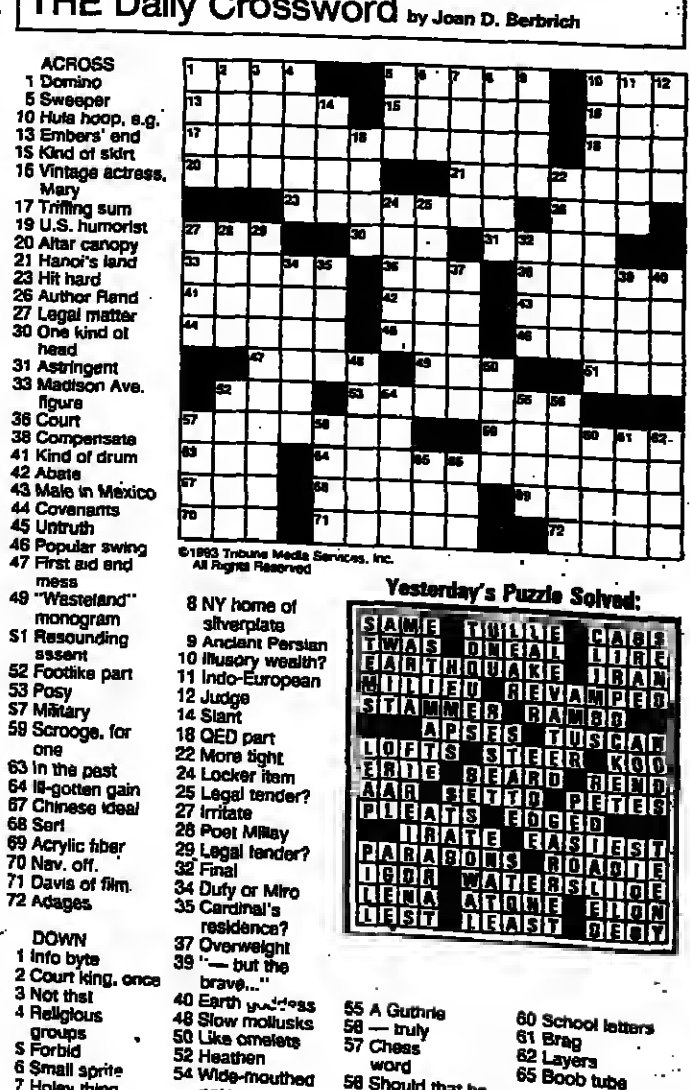 THE Daily Crossword by Joan D. Berbrich
ACROSS
1 Domino
5 Sweeper
10 Hula hoop, e.g.
13 Embers' end
15 Kind of skirt
16 Vintage actress,
Mary
17 Trifling sum
19 U.S. humorist
20 Altar canopy
21 Hanoi's land
23 Hit hard
26 Author Rand
27 Legal matter
30 One kind of
head
31 Astringent
33 Madison Ave.
figure
36 Court
38 Compensate
41 Kind of drum
42 Abate
43 Male in Mexico
44 Covenants
45 Untruth
46 Popular swing
47 First aid and
mess
49 "Wasteland"
monogram
51 Resounding
assent
52 Footlike part
53 Posy
57 Military
59 Scrooge, for
one
63 In the past
64 Ill-gotten gain
67 Chinese ideal
68 Serf
69 Acrylic fiber
70 Nav. off.
71 Davis of film
72 Adages
DOWN
1 Info byte
2 Court king, once
3 Not that
4 Religious
groups
5 Forbid
6 Small sprite
7 Holey thing
©1993 Tribune Media Services, Inc.
All Rights Reserved
8 NY home of
silverplate
9 Ancient Persian
10 Illusory wealth?
11 Indo-European
12 Judge
14 Slant
18 QED part
22 More tight
24 Locker item
25 Legal tender?
27 Irritate
28 Poet Millay
29 Legal tender?
32 Final
34 Dufy or Miro
35 Cardinal's
residence?
37 Overweight
39 "— but the
brave..."
40 Earth goddess
48 Slow mollusks
50 Like omelets
52 Heathen
54 Wide-mouthed
55 A Guthrie
56 — truly
57 Chess
word
58 Should that be
60 School letters
61 Brag
62 Layers
65 Boob tube
Yesterday's Puzzle Solved:
SAME TULLE CABS
TWAS ONEAL LIRE
EARTHQUAKE IRAN
MILIEU REVAMPED
STAMMER RAMBO
APSES TUSCAN
LOFTS STEER KOO
ERIE BEARD RENO
AAR SETTO PETES
PLEATS EDGED
IRATE EASIEST
PARAGONS ROADIE
IGOR WATERSLIDE
LENA ATONE ELON
LEST LEAST DEBT